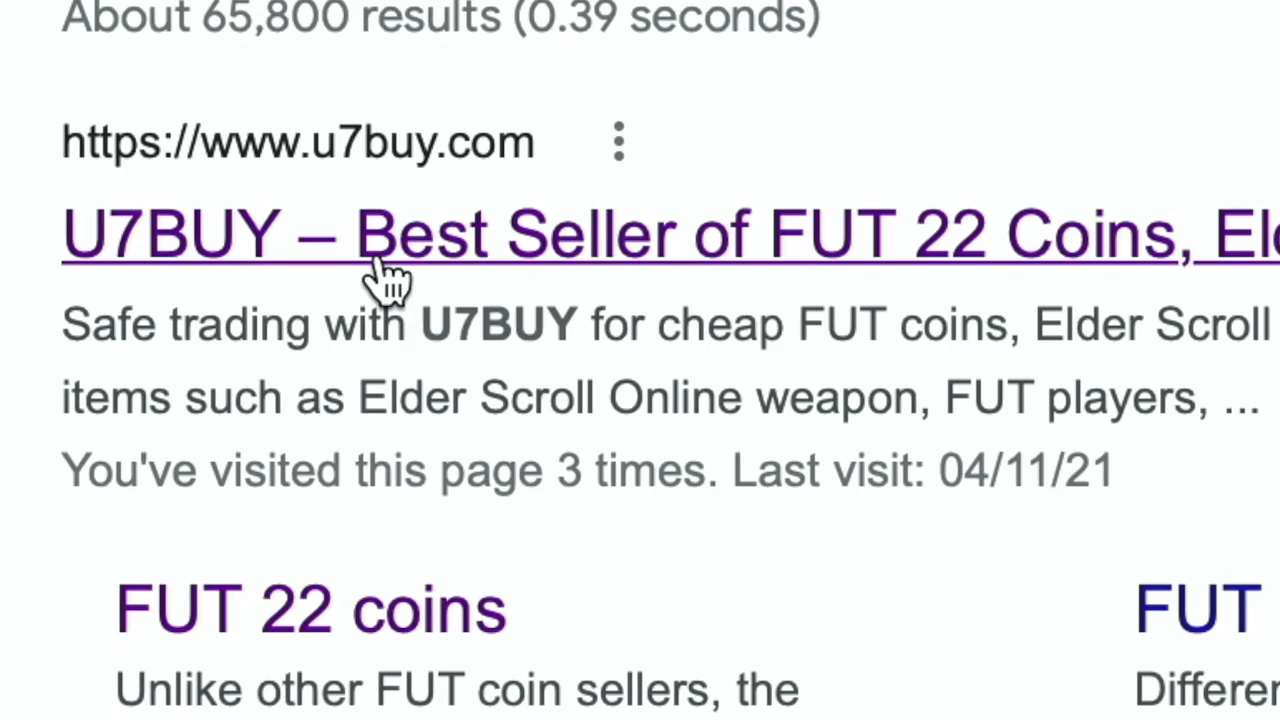 About 65,800 results (0.39 seconds)
https://www.u7buy.com
U7BUY – Best Seller of FUT 22 Coins,
Safe trading with U7BUY for cheap FUT coins, Elder Scroll
items such as Elder Scroll Online weapon, FUT players, ...
You've visited this page 3 times. Last visit: 04/11/21
FUT 22 coins
FUT
Unlike other FUT coin sellers, the